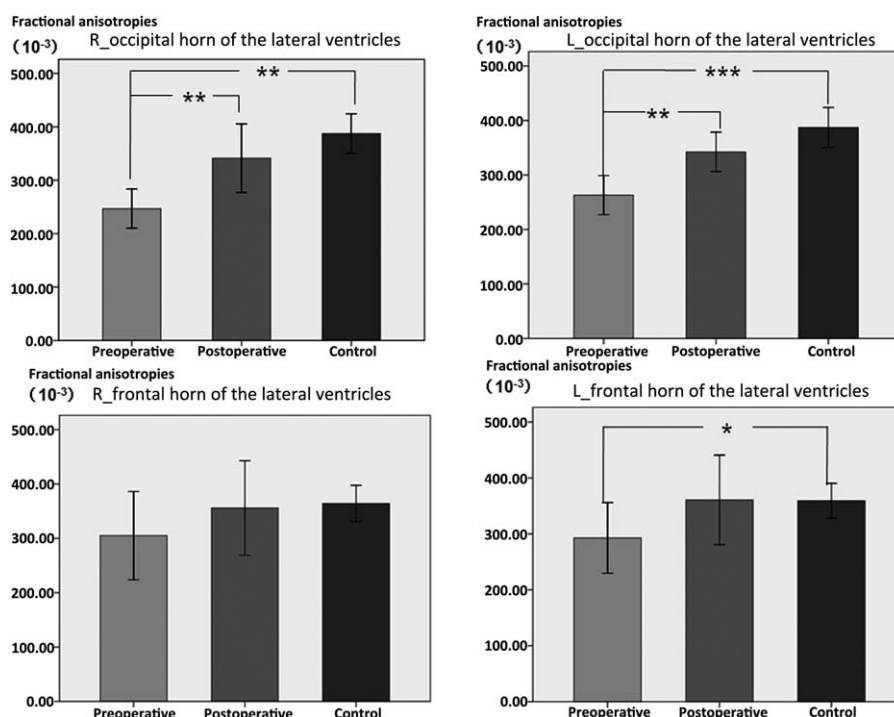 Fractional anisotropies
(10-3)
R_occipital horn of the lateral ventricles
500.00
400.00
300.00
200.00
100.00
0.00
**
**
Preoperative Postoperative Control
Fractional anisotropies
(10-3)
L_occipital horn of the lateral ventricles
500.00
400.00
300.00
200.00
100.00
0.00
***
**
Preoperative Postoperative Control
Fractional anisotropies
(10-3)
R_frontal horn of the lateral ventricles
500.00
400.00
300.00
200.00
100.00
0.00
Preoperative Postoperative Control
Fractional anisotropies
(10-3)
L_frontal horn of the lateral ventricles
500.00
400.00
300.00
200.00
100.00
0.00
*
Preoperative Postoperative Control